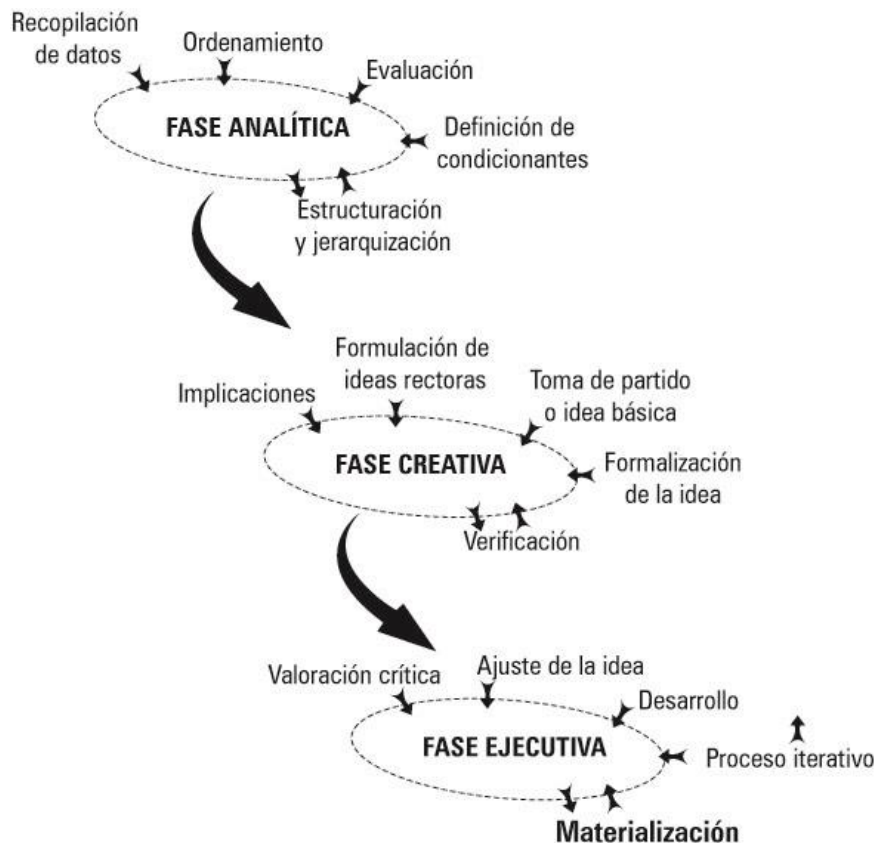 Recopilación
de datos
Ordenamiento
Evaluación
FASE ANALÍTICA
Definición de
condicionantes
Estructuración
y jerarquización
Formulación de
ideas rectoras
Implicaciones
Toma de partido
o idea básica
FASE CREATIVA
Formalización
de la idea
Verificación
Valoración crítica
Ajuste de la idea
Desarrollo
FASE EJECUTIVA
Proceso iterativo
Materialización